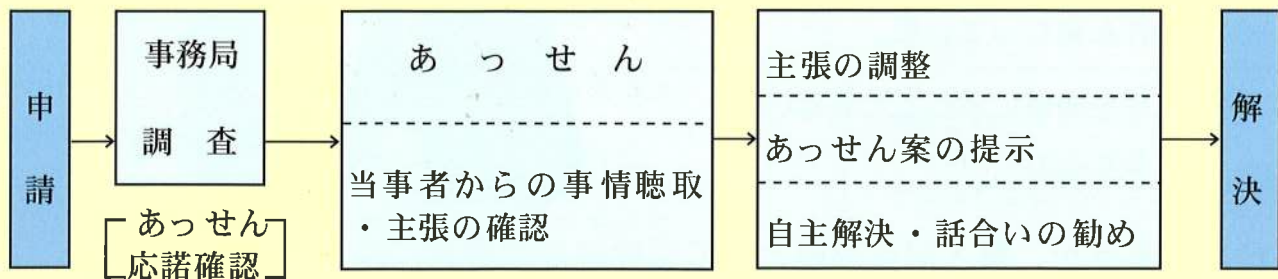 申請
事務局
調査
あっせん
応諾確認
あっせん
当事者からの事情聴取
・主張の確認
主張の調整
あっせん案の提示
自主解決・話合いの勧め
解決